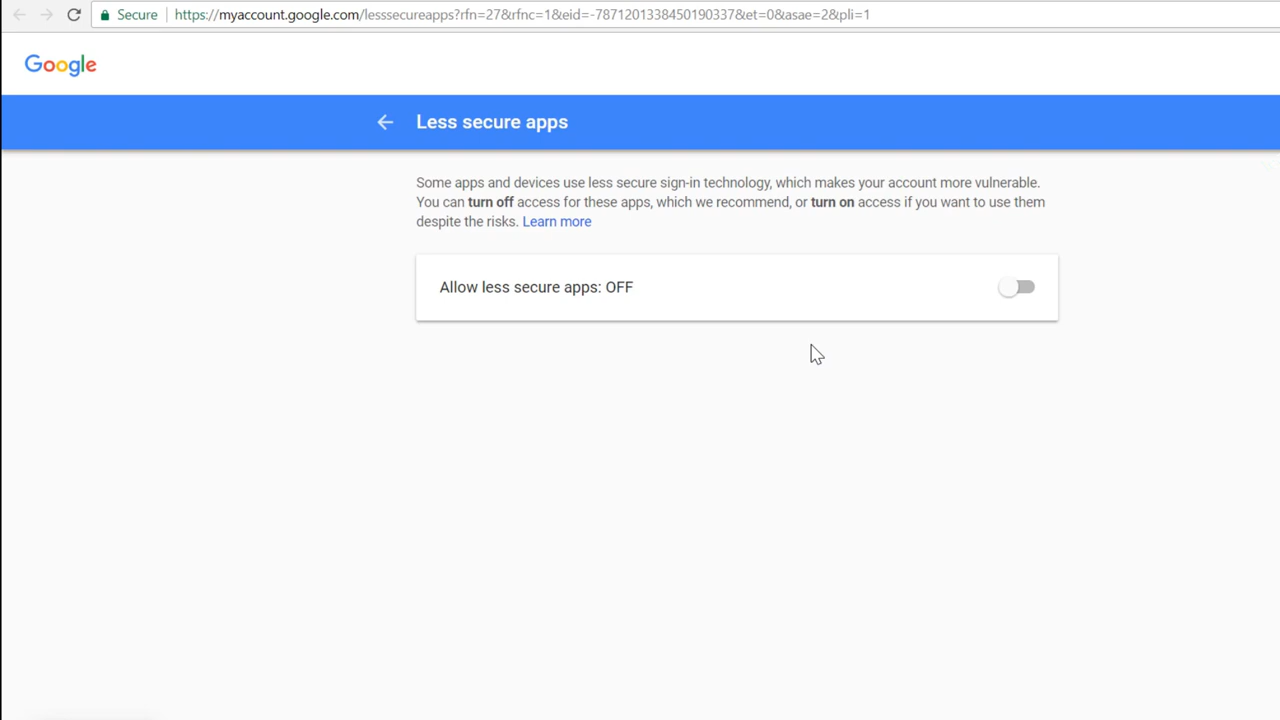 Secure https://myaccount.google.com/lesssecureapps?rfn=27&rfnc=1&eid=-7871201338450190337&et=0&asae=2&pli=1
Google
Less secure apps
Some apps and devices use less secure sign-in technology, which makes your account more vulnerable.
You can turn off access for these apps, which we recommend, or turn on access if you want to use them
despite the risks. Learn more
Allow less secure apps: OFF